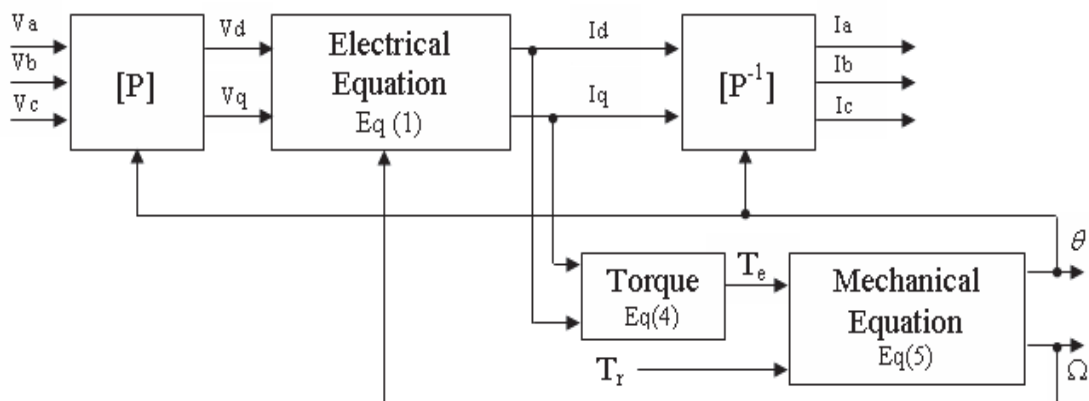 Va
Vb
Vc
[P]
Vd
Vq
Electrical
Equation
Eq (1)
Id
Iq
[P⁻¹]
Ia
Ib
Ic
θ
Torque
Eq(4)
Tₑ
Tᵣ
Mechanical
Equation
Eq(5)
Ω